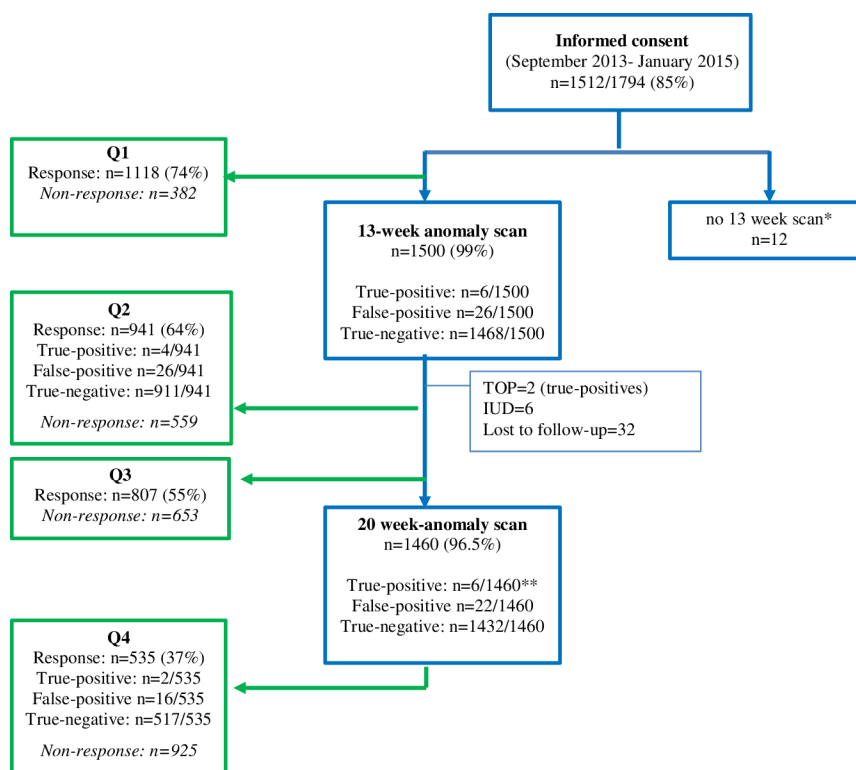 Informed consent
(September 2013- January 2015)
n=1512/1794 (85%)
Q1
Response: n=1118 (74%)
Non-response: n=382
13-week anomaly scan
n=1500 (99%)
True-positive: n=6/1500
False-positive: n=26/1500
True-negative: n=1468/1500
no 13 week scan*
n=12
Q2
Response: n=941 (64%)
True-positive: n=4/941
False-positive: n=26/941
True-negative: n=911/941
Non-response: n=559
TOP=2 (true-positives)
IUD=6
Lost to follow-up=32
Q3
Response: n=807 (55%)
Non-response: n=653
20 week-anomaly scan
n=1460 (96.5%)
True-positive: n=6/1460**
False-positive n=22/1460
True-negative: n=1432/1460
Q4
Response: n=535 (37%)
True-positive: n=2/535
False-positive n=16/535
True-negative: n=517/535
Non-response: n=925